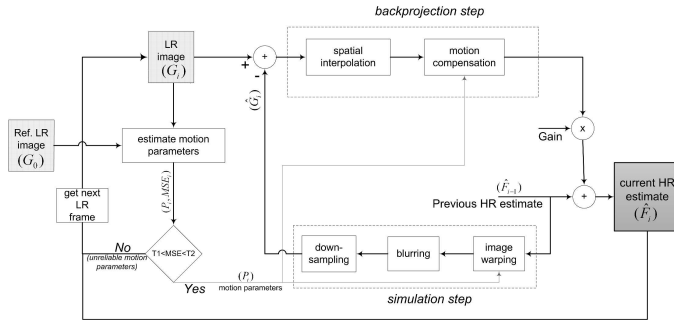 backprojection step
LR
image
(G_i)
+
+
-
spatial
interpolation
motion
compensation
(Ĝ_i)
Ref. LR
image
(G_0)
estimate motion
parameters
Gain
x
(P_i, MSE_i)
get next
LR
frame
(F̂_{i-1})
Previous HR estimate
+
current HR
estimate
(F̂_i)
No
(unreliable motion
parameters)
T1<MSE<T2
Yes
(P_i)
motion parameters
down-
sampling
blurring
image
warping
simulation step